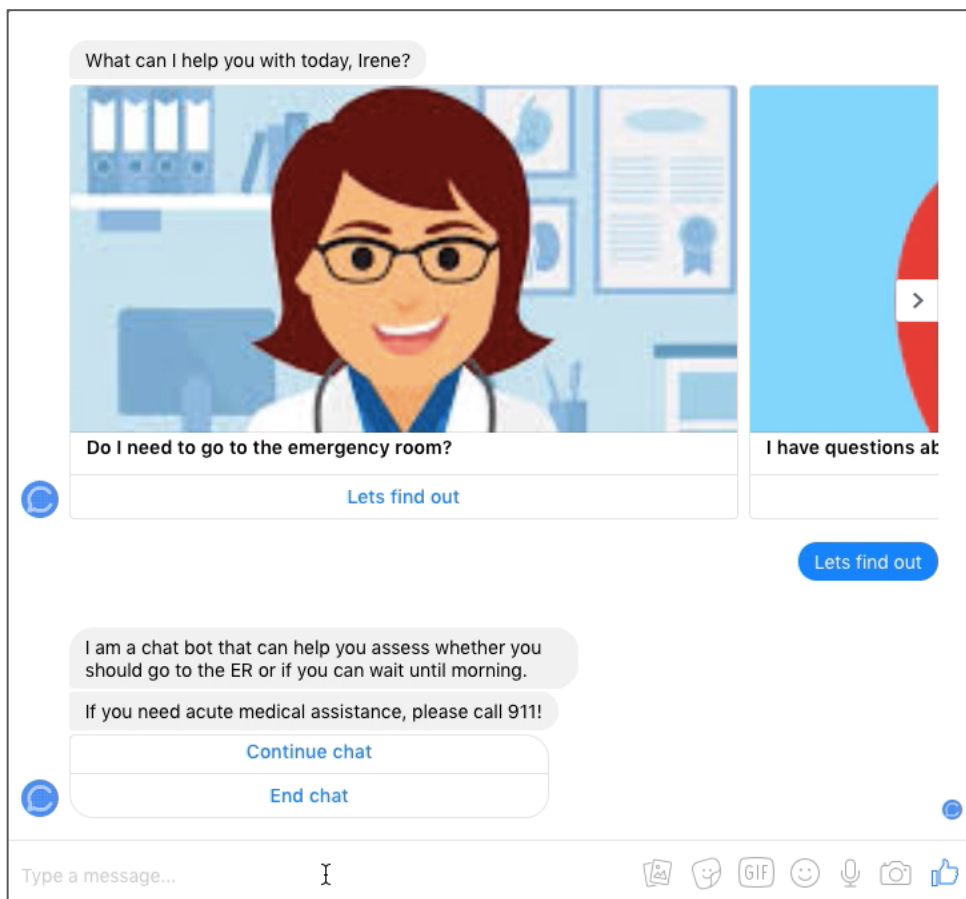 What can I help you with today, Irene?
Do I need to go to the emergency room?
I have questions ab
Lets find out
Lets find out
I am a chat bot that can help you assess whether you
should go to the ER or if you can wait until morning.
If you need acute medical assistance, please call 911!
Continue chat
End chat
Type a message...
GIF